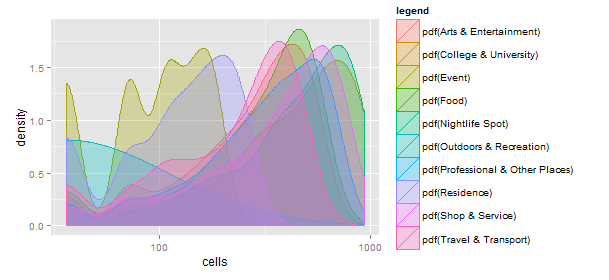 legend
pdf(Arts & Entertainment)
pdf(College & University)
pdf(Event)
pdf(Food)
pdf(Nightlife Spot)
pdf(Outdoors & Recreation)
pdf(Professional & Other Places)
pdf(Residence)
pdf(Shop & Service)
pdf(Travel & Transport)
density
1.5
1.0
0.5
0.0
100
1000
cells